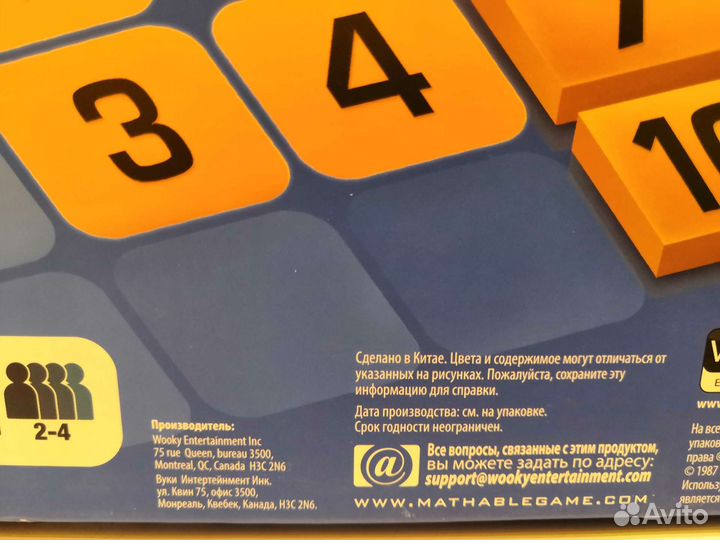 3
4
2-4
Производитель:
Wooky Entertainment Inc
75 rue Queen, bureau 3500,
Montreal, QC, Canada H3C 2N6
Вуки Интертейнмент Инк.
ул. Квин 75, офис 3500,
Монреаль, Квебек, Канада, H3C 2N6.
Сделано в Китае. Цвета и содержимое могут отличаться от
указанных на рисунках. Пожалуйста, сохраните эту
информацию для справки.
Дата производства: см. на упаковке.
Срок годности неограничен.
@
Все вопросы, связанные с этим продуктом,
вы можете задать по адресу:
support@wookyentertainment.com
WWW.MATHABLEGAME.COM
W
E
www.
На все
упаков
права ©
© 1987
Использу
является
Avito